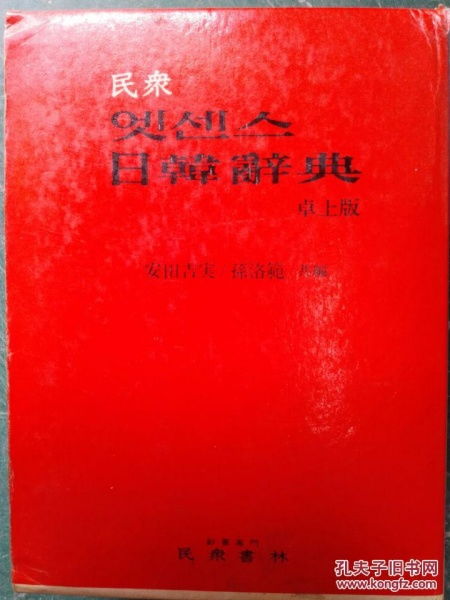 民衆
엣센스
日韓辭典
卓上版
安田吉実 孫洛範 共編
民衆書林
孔夫子旧书网
www.kongfz.com